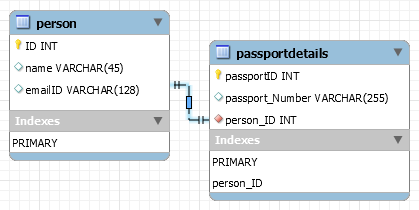 person
ID INT
name VARCHAR(45)
emailID VARCHAR(128)
Indexes
PRIMARY
passportdetails
passportID INT
passport_Number VARCHAR(255)
person_ID INT
Indexes
PRIMARY
person_ID